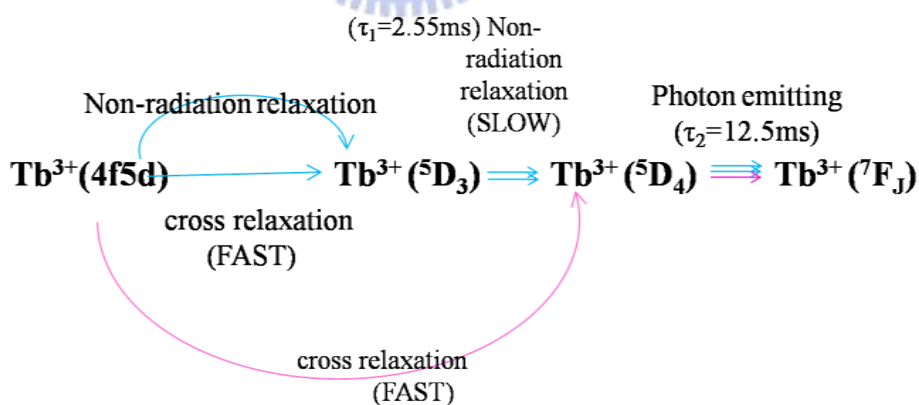 (τ₁=2.55ms) Non-
radiation
relaxation
(SLOW)
Non-radiation relaxation
Photon emitting
(τ₂=12.5ms)
Tb³⁺(4f5d) Tb³⁺(⁵D₃) Tb³⁺(⁵D₄) Tb³⁺(⁷F_J)
cross relaxation
(FAST)
cross relaxation
(FAST)